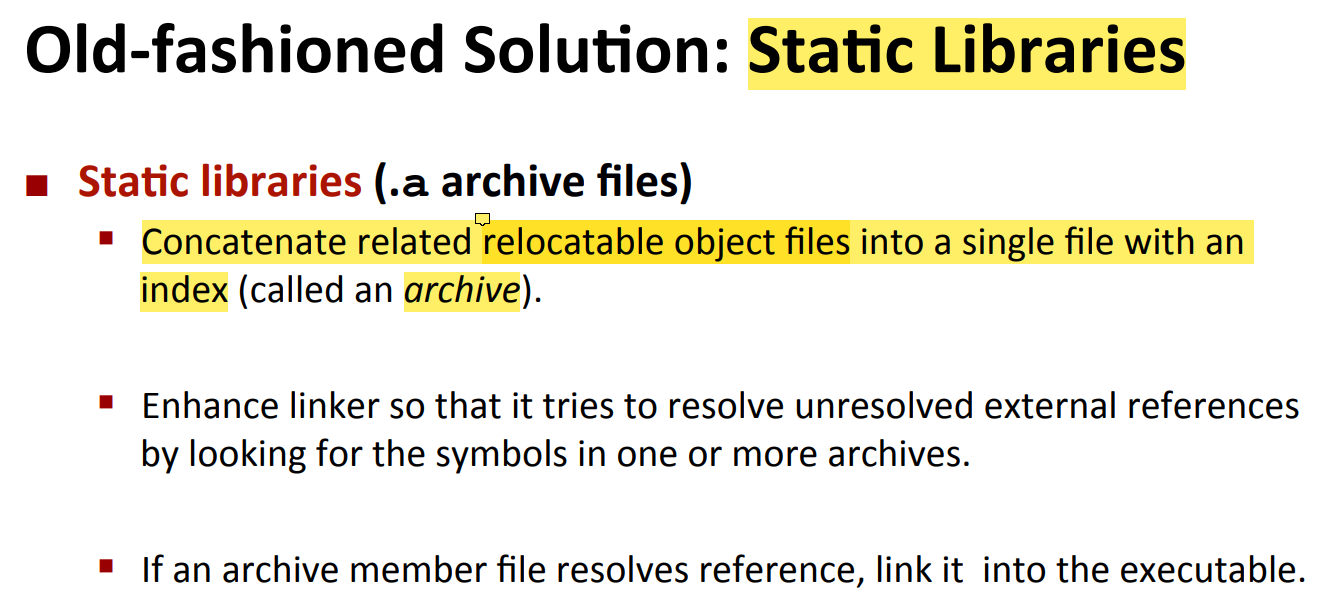 Old-fashioned Solution: Static Libraries
Static libraries (.a archive files)
Concatenate related relocatable object files into a single file with an
index (called an archive).
Enhance linker so that it tries to resolve unresolved external references
by looking for the symbols in one or more archives.
If an archive member file resolves reference, link it into the executable.